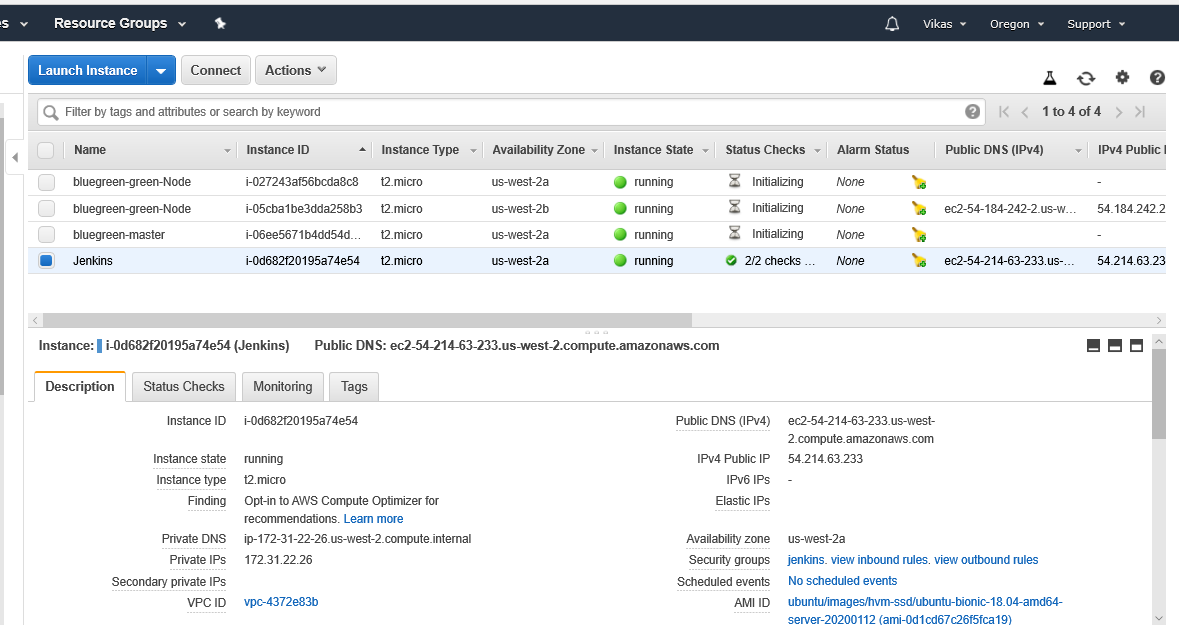 es Resource Groups Vikas Oregon Support
Launch Instance Connect Actions
Filter by tags and attributes or search by keyword 1 to 4 of 4
Name Instance ID Instance Type Availability Zone Instance State Status Checks Alarm Status Public DNS (IPv4) IPv4 Public I
bluegreen-green-Node i-027243af56bcda8c8 t2.micro us-west-2a running Initializing None -
bluegreen-green-Node i-05cba1be3dda258b3 t2.micro us-west-2b running Initializing None ec2-54-184-242-2.us-w... 54.184.242.2
bluegreen-master i-06ee5671b4dd54d... t2.micro us-west-2a running Initializing None -
Jenkins i-0d682f20195a74e54 t2.micro us-west-2a running 2/2 checks ... None ec2-54-214-63-233.us-... 54.214.63.23
Instance: i-0d682f20195a74e54 (Jenkins) Public DNS: ec2-54-214-63-233.us-west-2.compute.amazonaws.com
Description Status Checks Monitoring Tags
Instance ID i-0d682f20195a74e54 Public DNS (IPv4) ec2-54-214-63-233.us-west-
2.compute.amazonaws.com
Instance state running IPv4 Public IP 54.214.63.233
Instance type t2.micro IPv6 IPs -
Finding Opt-in to AWS Compute Optimizer for Elastic IPs
recommendations. Learn more
Private DNS ip-172-31-22-26.us-west-2.compute.internal Availability zone us-west-2a
Private IPs 172.31.22.26 Security groups jenkins. view inbound rules. view outbound rules
Secondary private IPs Scheduled events No scheduled events
VPC ID vpc-4372e83b AMI ID ubuntu/images/hvm-ssd/ubuntu-bionic-18.04-amd64-
server-20200112 (ami-0d1cd67c26f5fca19)